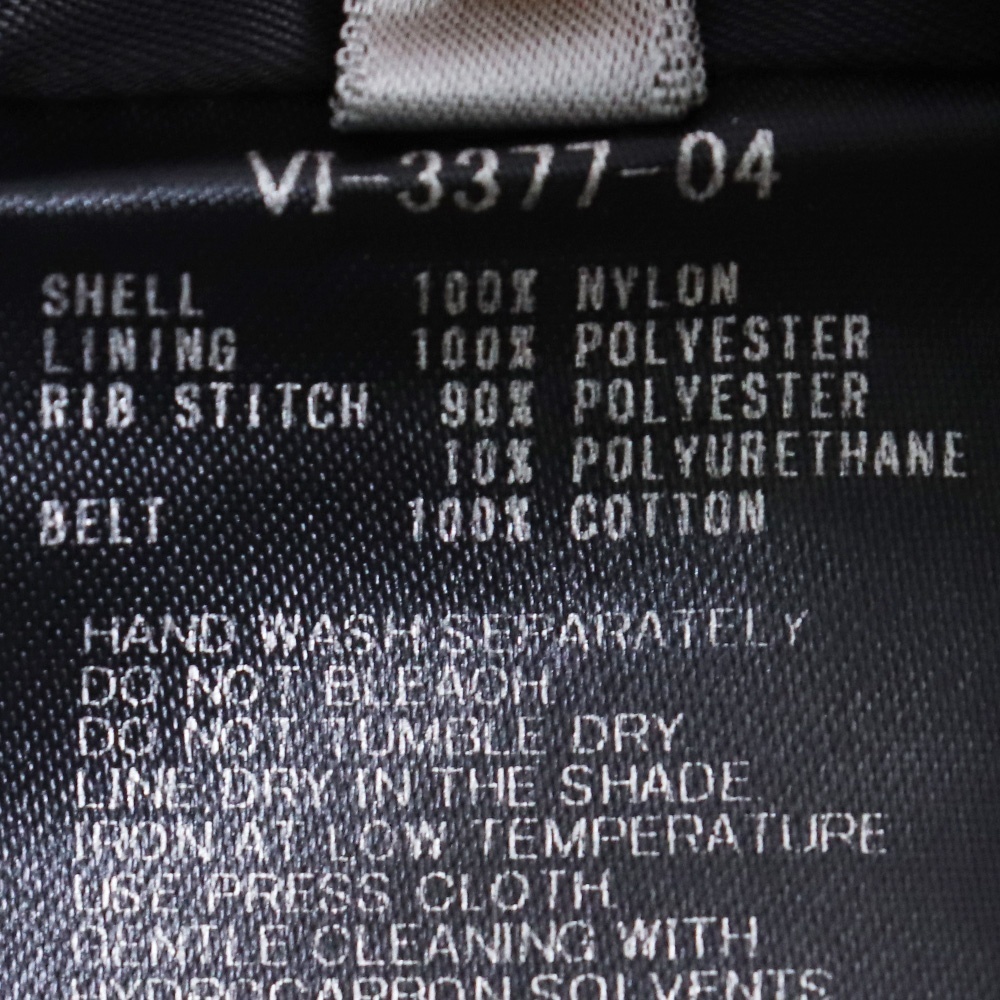 VI-3377-04
SHELL 100% NYLON
LINING 100% POLYESTER
RIB STITCH 90% POLYESTER
10% POLYURETHANE
BELT 100% COTTON
HAND WASH SEPARATELY
DO NOT BLEACH
DO NOT TUMBLE DRY
LINE DRY IN THE SHADE
IRON AT LOW TEMPERATURE
USE PRESS CLOTH
GENTLE CLEANING WITH
HYDROCARBON SOLVENTS